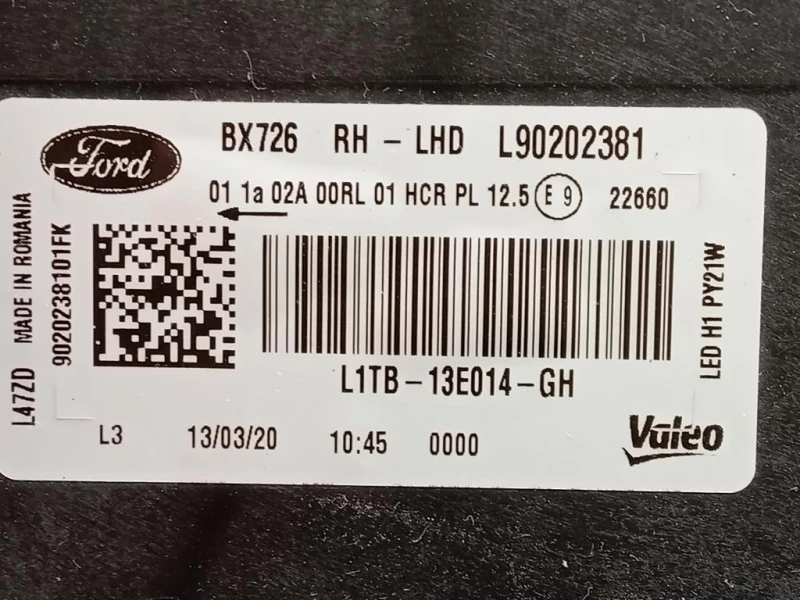 Ford
BX726 RH - LHD L90202381
01 1a 02A 00RL 01 HCR PL 12.5 E 9 22660
L47ZD MADE IN ROMANIA
9020238101FK
LED H1 PY21W
L1TB-13E014-GH
L3 13/03/20 10:45 0000
Valeo